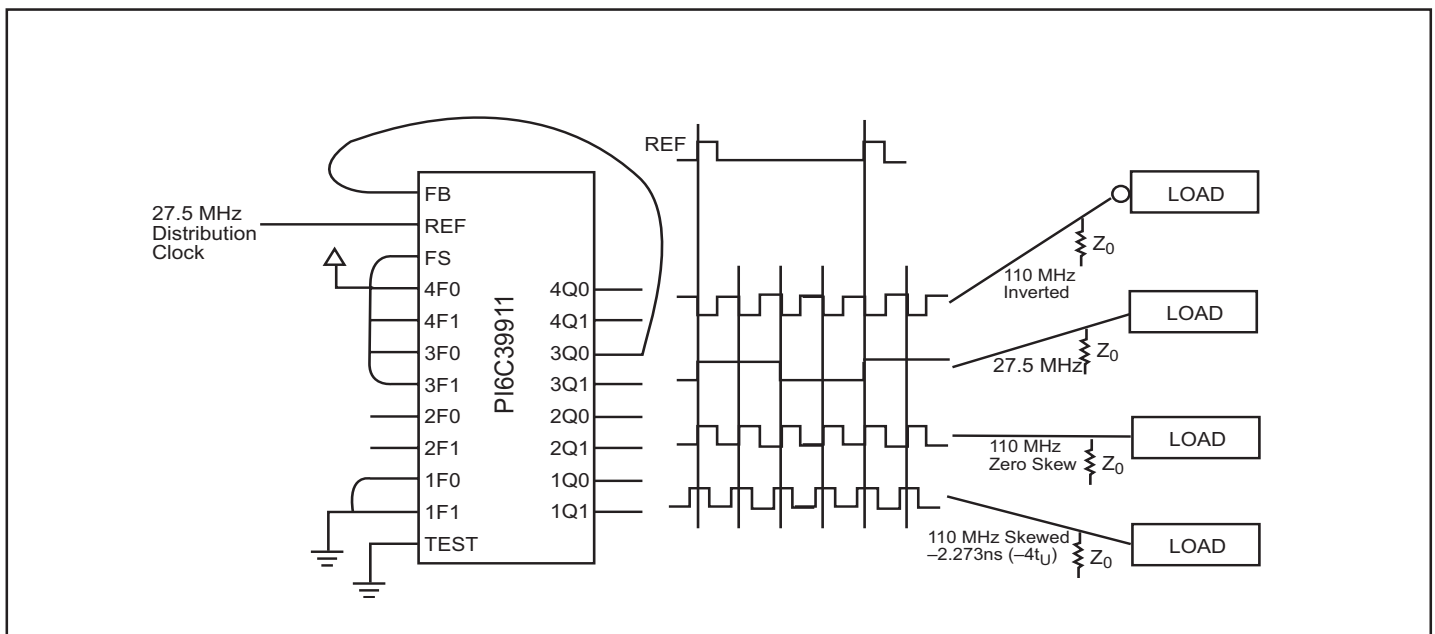 REF
LOAD
FB
27.5 MHz
Distribution
Clock
REF
Z0
FS
110 MHz
Inverted
4F0
4Q0
4F1
4Q1
LOAD
3F0
3Q0
Z0
27.5 MHz
3F1
3Q1
PI6C39911
2F0
2Q0
2F1
2Q1
110 MHz
Zero Skew
Z0
LOAD
1F0
1Q0
1F1
1Q1
110 MHz Skewed
–2.273ns (–4tU)
Z0
LOAD
TEST